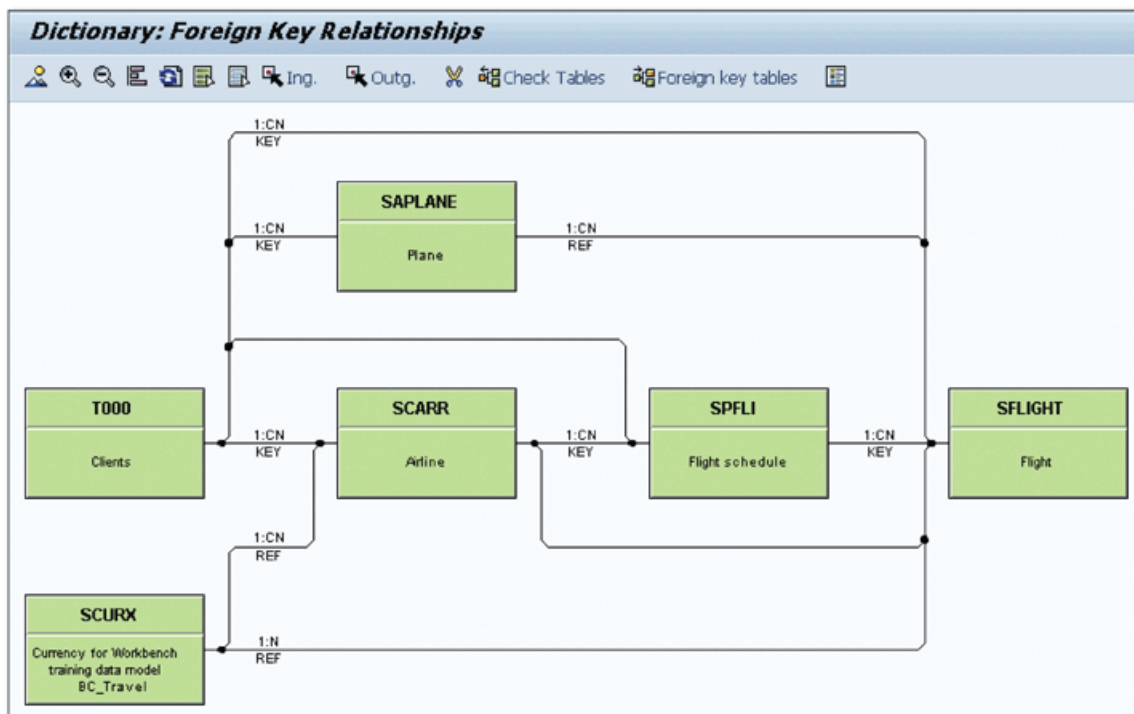 Dictionary: Foreign Key Relationships
Ing. Outg. Check Tables Foreign key tables
1:CN
KEY
SAPLANE
Plane
1:CN
KEY
1:CN
REF
T000
Clients
1:CN
KEY
SCARR
Airline
1:CN
KEY
SPFLI
Flight schedule
1:CN
KEY
SFLIGHT
Flight
1:CN
REF
SCURX
Currency for Workbench
training data model
BC_Travel
1:N
REF